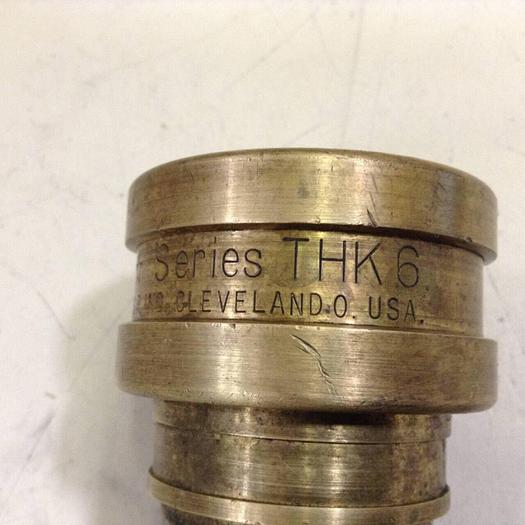 Series THK 6
CLEVELAND.O. USA.